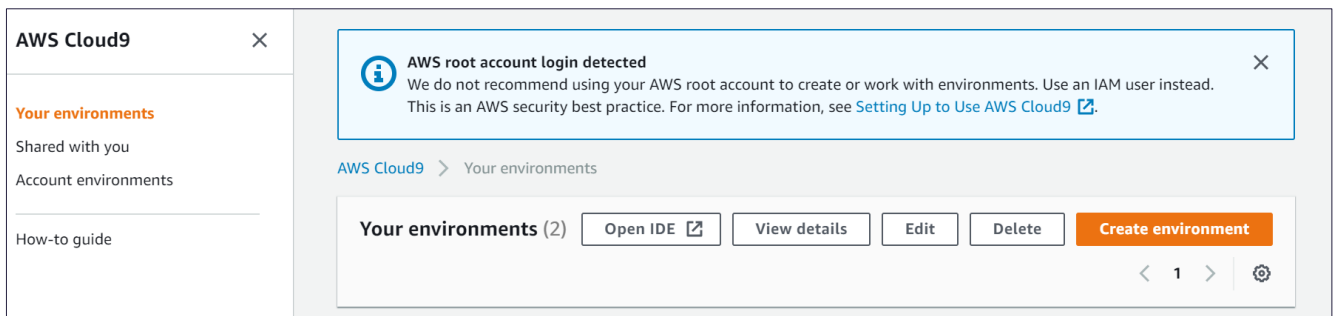 AWS Cloud9
Your environments
Shared with you
Account environments
How-to guide
AWS root account login detected
We do not recommend using your AWS root account to create or work with environments. Use an IAM user instead.
This is an AWS security best practice. For more information, see Setting Up to Use AWS Cloud9.
AWS Cloud9 > Your environments
Your environments (2) Open IDE View details Edit Delete Create environment
< 1 >